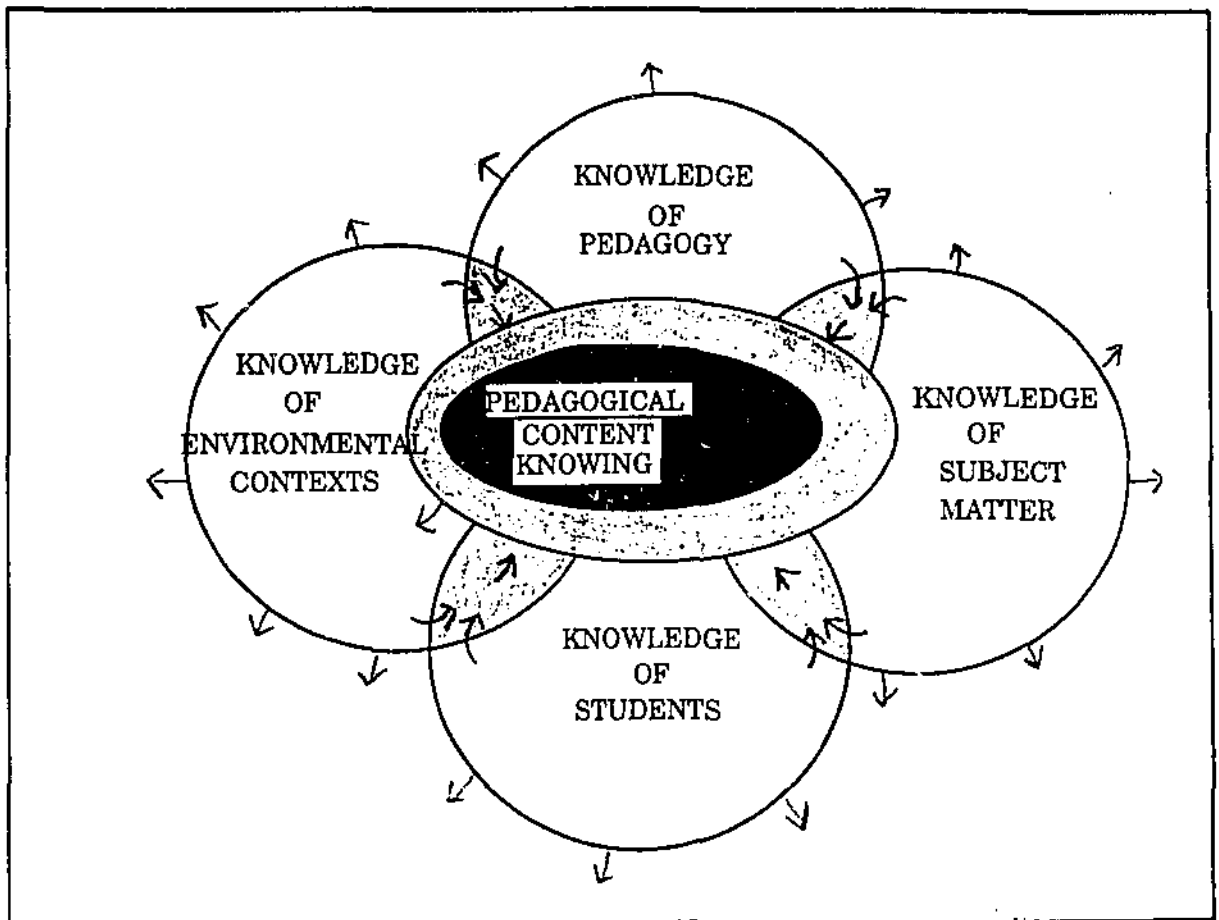 KNOWLEDGE
OF
PEDAGOGY
KNOWLEDGE
OF
ENVIRONMENTAL
CONTEXTS
PEDAGOGICAL
CONTENT
KNOWING
KNOWLEDGE
OF
SUBJECT
MATTER
KNOWLEDGE
OF
STUDENTS